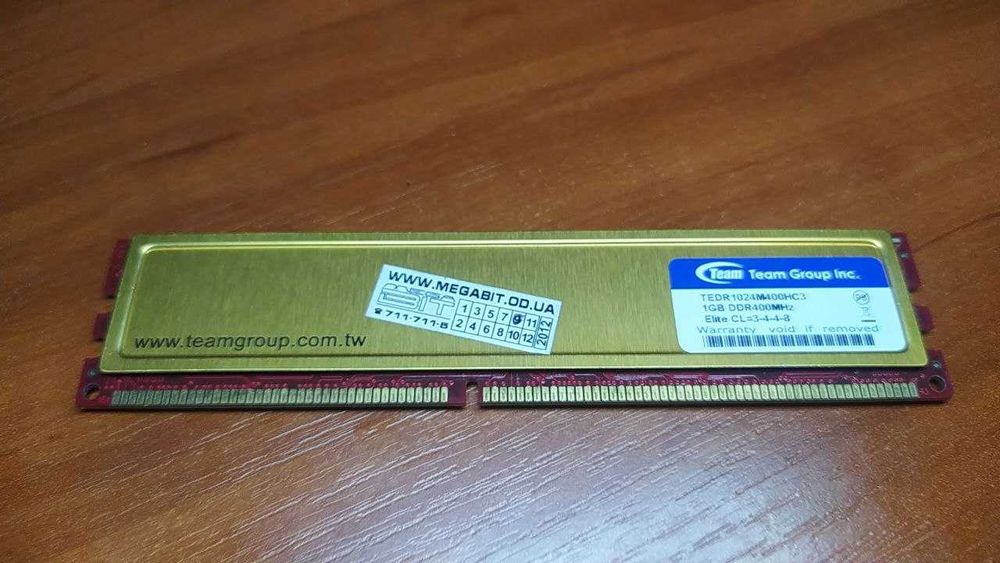 www.teamgroup.com.tw
WWW.MEGABIT.OD.UA
1 3 5 7 9 11
2 4 6 8 10 12
2012
711-711-5
Team Team Group Inc.
TEDR1024M400HC3
1GB DDR400MHz
Elite CL=3-4-4-8
Warranty void if removed